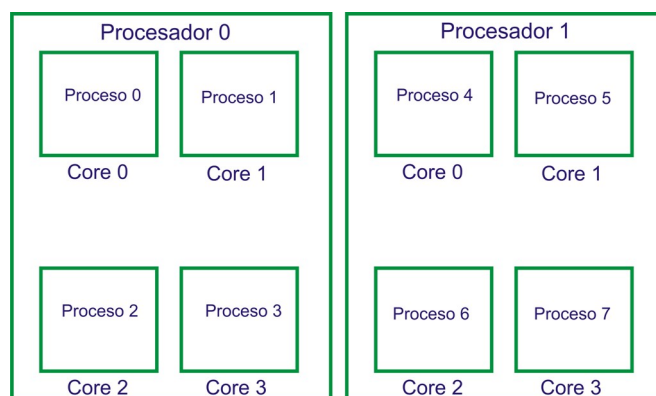 Procesador 0
Proceso 0
Proceso 1
Core 0
Core 1
Proceso 2
Proceso 3
Core 2
Core 3
Procesador 1
Proceso 4
Proceso 5
Core 0
Core 1
Proceso 6
Proceso 7
Core 2
Core 3